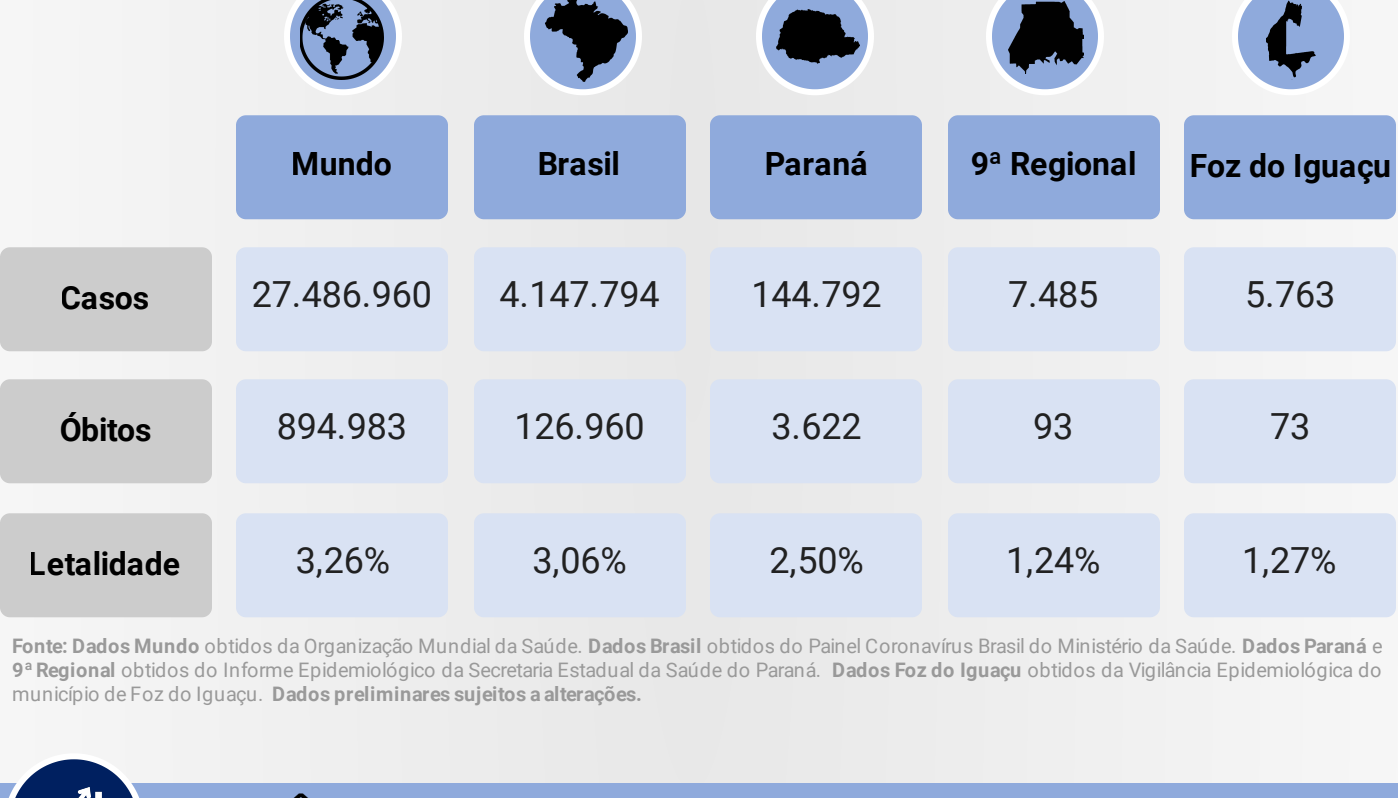 Mundo Brasil Paraná 9ª Regional Foz do Iguaçu
Casos 27.486.960 4.147.794 144.792 7.485 5.763
Óbitos 894.983 126.960 3.622 93 73
Letalidade 3,26% 3,06% 2,50% 1,24% 1,27%
Fonte: Dados Mundo obtidos da Organização Mundial da Saúde. Dados Brasil obtidos do Painel Coronavírus Brasil do Ministério da Saúde. Dados Paraná e
9ª Regional obtidos do Informe Epidemiológico da Secretaria Estadual da Saúde do Paraná. Dados Foz do Iguaçu obtidos da Vigilância Epidemiológica do
município de Foz do Iguaçu. Dados preliminares sujeitos a alterações.